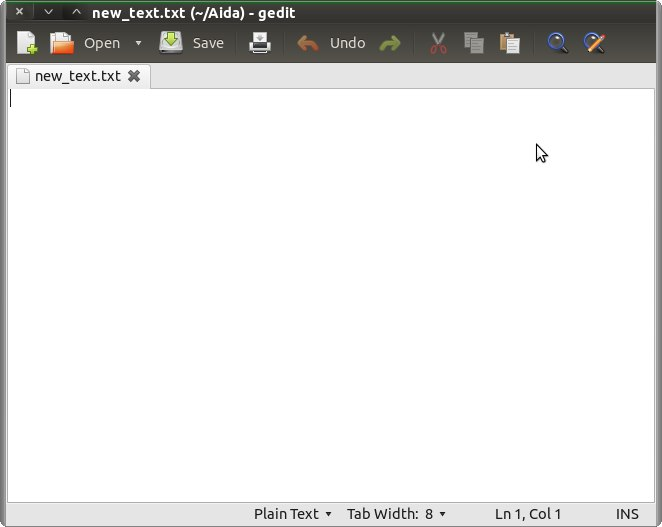 new_text.txt (~/Aida) - gedit
Open Save Undo
new_text.txt
Plain Text Tab Width: 8 Ln 1, Col 1 INS